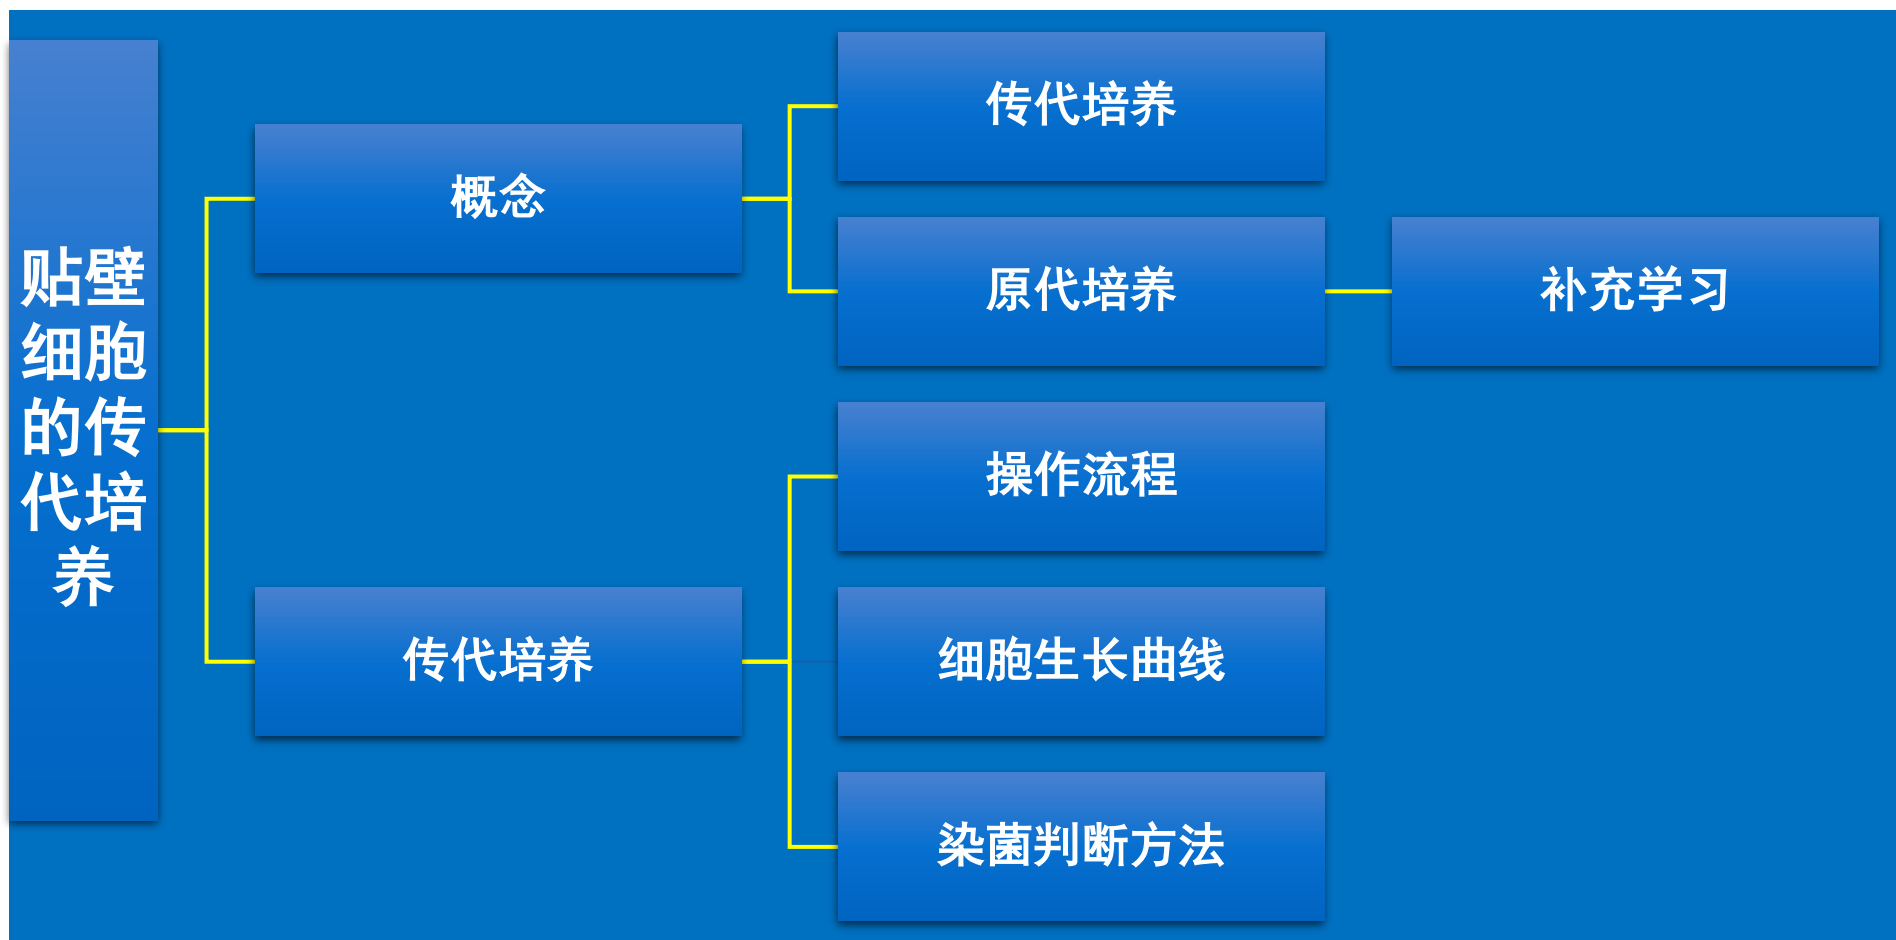 贴壁
细胞
的传
代培
养
概念
传代培养
原代培养
补充学习
传代培养
操作流程
细胞生长曲线
染菌判断方法